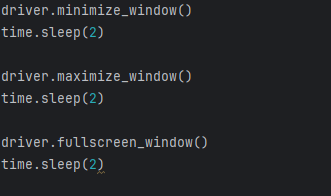 driver.minimize_window()
time.sleep(2)
driver.maximize_window()
time.sleep(2)
driver.fullscreen_window()
time.sleep(2)